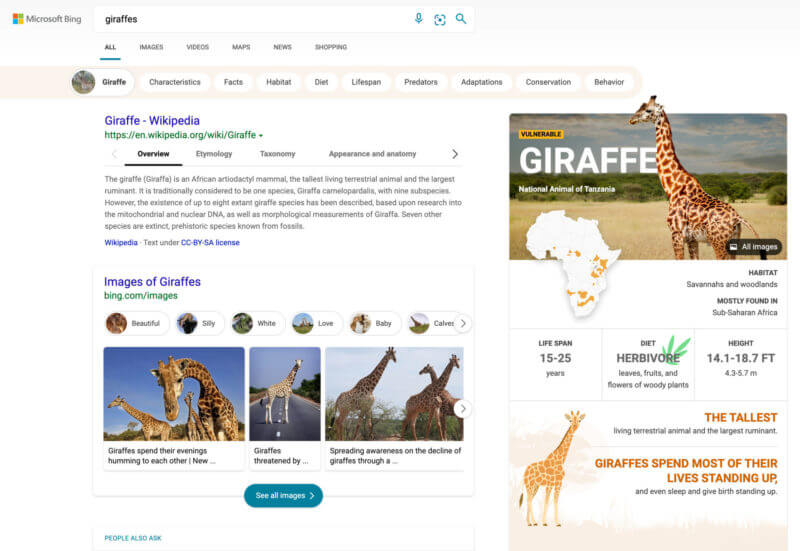 Microsoft Bing
giraffes
ALL IMAGES VIDEOS MAPS NEWS SHOPPING
Giraffe Characteristics Facts Habitat Diet Lifespan Predators Adaptations Conservation Behavior
Giraffe - Wikipedia
https://en.wikipedia.org/wiki/Giraffe
Overview Etymology Taxonomy Appearance and anatomy
The giraffe (Giraffa) is an African artiodactyl mammal, the tallest living terrestrial animal and the largest
ruminant. It is traditionally considered to be one species, Giraffa camelopardalis, with nine subspecies.
However, the existence of up to eight extant giraffe species has been described, based upon research into
the mitochondrial and nuclear DNA, as well as morphological measurements of Giraffa. Seven other
species are extinct, prehistoric species known from fossils.
Wikipedia · Text under CC-BY-SA license
Images of Giraffes
bing.com/images
Beautiful Silly White Love Baby Calves
Giraffes spend their evenings
humming to each other | New ...
Giraffes
threatened by ...
Spreading awareness on the decline of
giraffes through a ...
See all images
PEOPLE ALSO ASK
VULNERABLE
GIRAFFE
National Animal of Tanzania
All images
HABITAT
Savannahs and woodlands
MOSTLY FOUND IN
Sub-Saharan Africa
LIFE SPAN
15-25
years
DIET
HERBIVORE
leaves, fruits, and
flowers of woody plants
HEIGHT
14.1-18.7 FT
4.3-5.7 m
THE TALLEST
living terrestrial animal and the largest ruminant.
GIRAFFES SPEND MOST OF THEIR
LIVES STANDING UP,
and even sleep and give birth standing up.